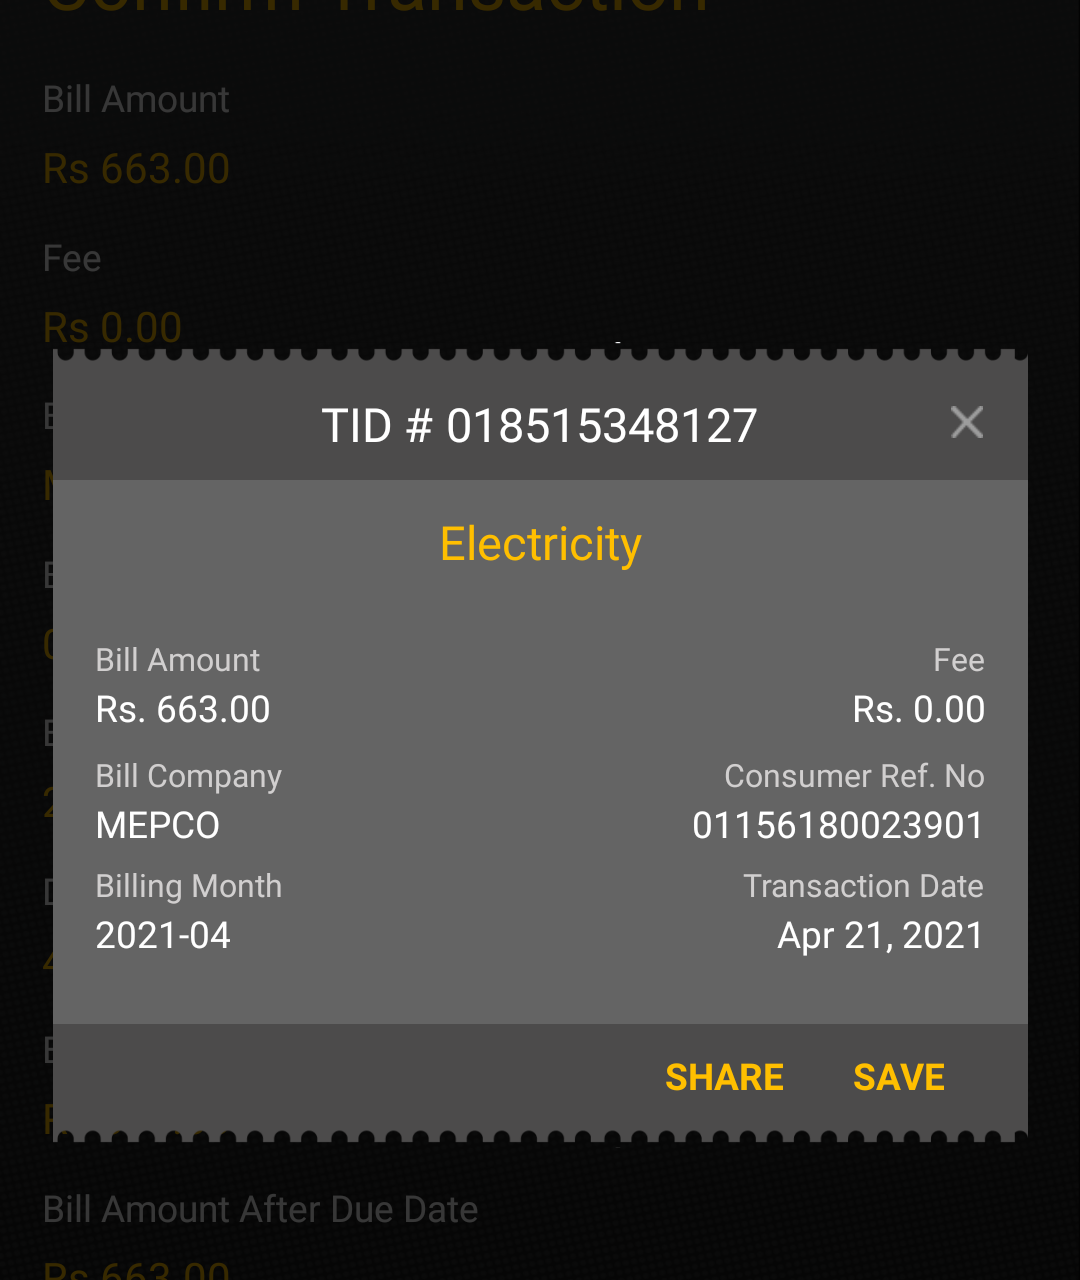 Confirm Transaction
Bill Amount
Rs 663.00
Fee
Rs 0.00
TID # 018515348127
Electricity
Bill Amount Fee
Rs. 663.00 Rs. 0.00
Bill Company Consumer Ref. No
MEPCO 01156180023901
Billing Month Transaction Date
2021-04 Apr 21, 2021
SHARE SAVE
Bill Amount After Due Date
Rs 663.00